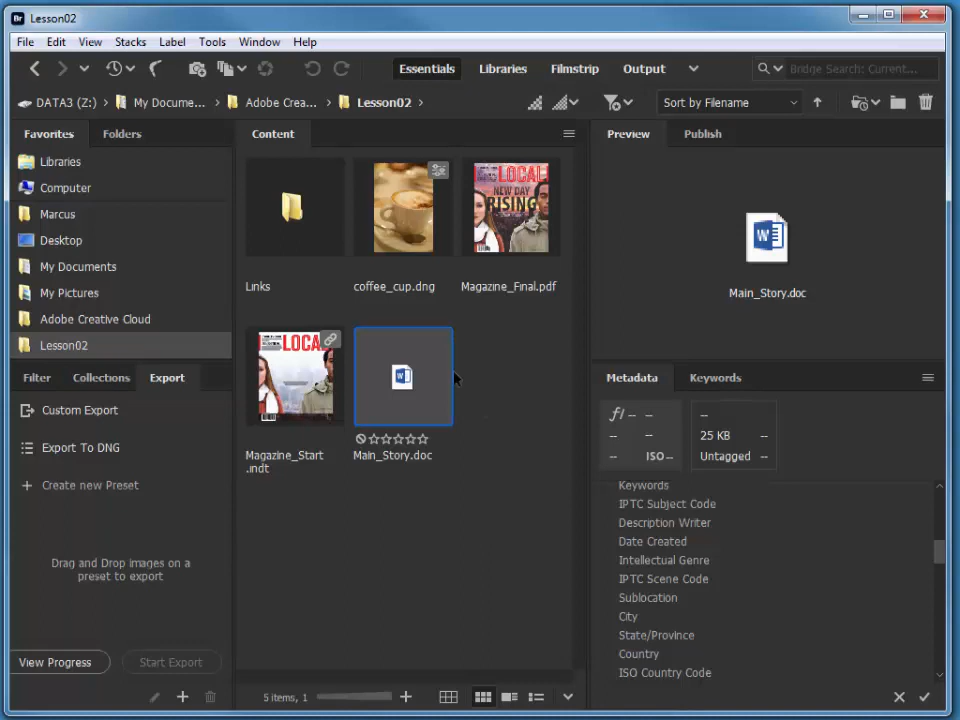 Br Lesson02
File Edit View Stacks Label Tools Window Help
Essentials Libraries Filmstrip Output Bridge Search: Current...
DATA3 (Z:) My Docume... Adobe Crea... Lesson02 Sort by Filename
Favorites Folders
Libraries
Computer
Marcus
Desktop
My Documents
My Pictures
Adobe Creative Cloud
Lesson02
Filter Collections Export
Custom Export
Export To DNG
Create new Preset
Drag and Drop images on a
preset to export
View Progress Start Export
Content
LOCAL
NEW DAY
RISING
Links
coffee_cup.dng
Magazine_Final.pdf
LOCA
W
Magazine_Start
.indt
Main_Story.doc
5 items, 1
Preview Publish
W
Main_Story.doc
Metadata Keywords
f/ -- --
-- --
-- ISO --
--
25 KB --
Untagged --
Keywords
IPTC Subject Code
Description Writer
Date Created
Intellectual Genre
IPTC Scene Code
Sublocation
City
State/Province
Country
ISO Country Code